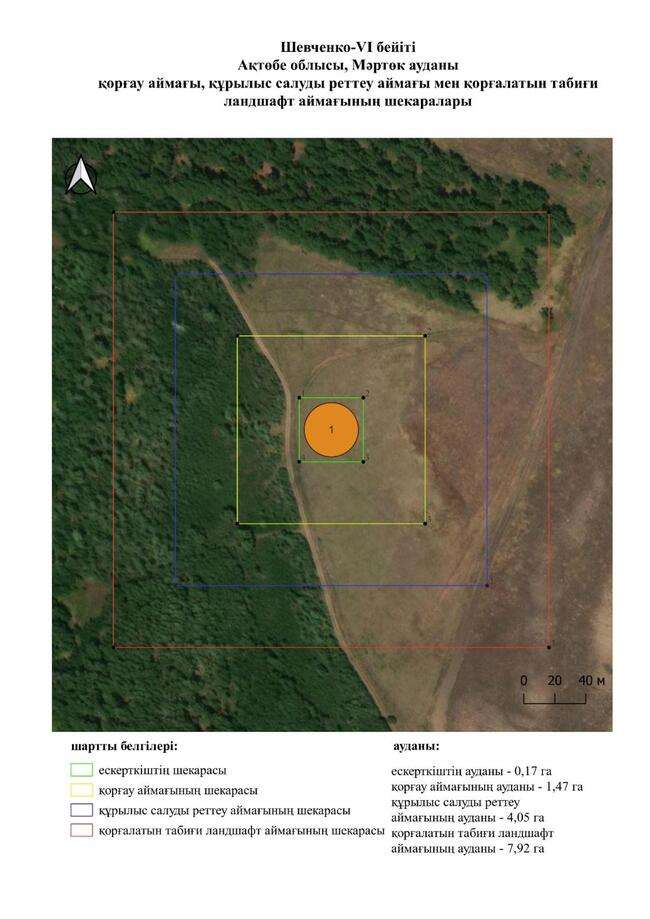 Шевченко-VI бейіті
Ақтөбе облысы, Мәртөк ауданы
қорғау аймағы, құрылыс салуды реттеу аймағы мен қорғалатын табиғи
ландшафт аймағының шекаралары
2
1 2
1
3
0 20 40 м
шартты белгілері:
ескерткіштің шекарасы
қорғау аймағының шекарасы
құрылыс салуды реттеу аймағының шекарасы
қорғалатын табиғи ландшафт аймағының шекарасы
ауданы:
ескерткіштің ауданы - 0,17 га
қорғау аймағының ауданы - 1,47 га
құрылыс салуды реттеу
аймағының ауданы - 4,05 га
қорғалатын табиғи ландшафт
аймағының ауданы - 7,92 га